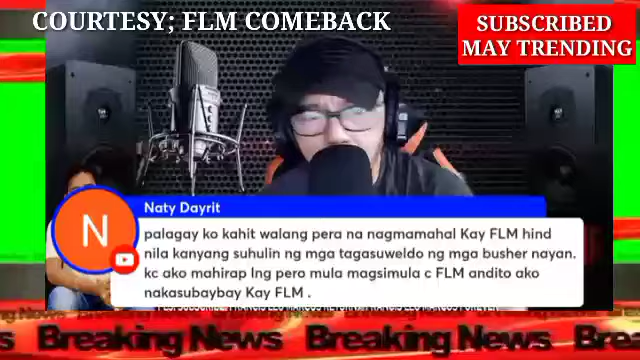 COURTESY; FLM COMEBACK
SUBSCRIBED
MAY TRENDING
Naty Dayrit
N
palagay ko kahit walang pera na nagmamahal Kay FLM hind
nila kanyang suhulin ng mga tagasuweldo ng mga busher nayan.
kc ako mahirap lng pero mula magsimula c FLM andito ako
nakasubaybay Kay FLM .
Breaking News Breaking News Brea